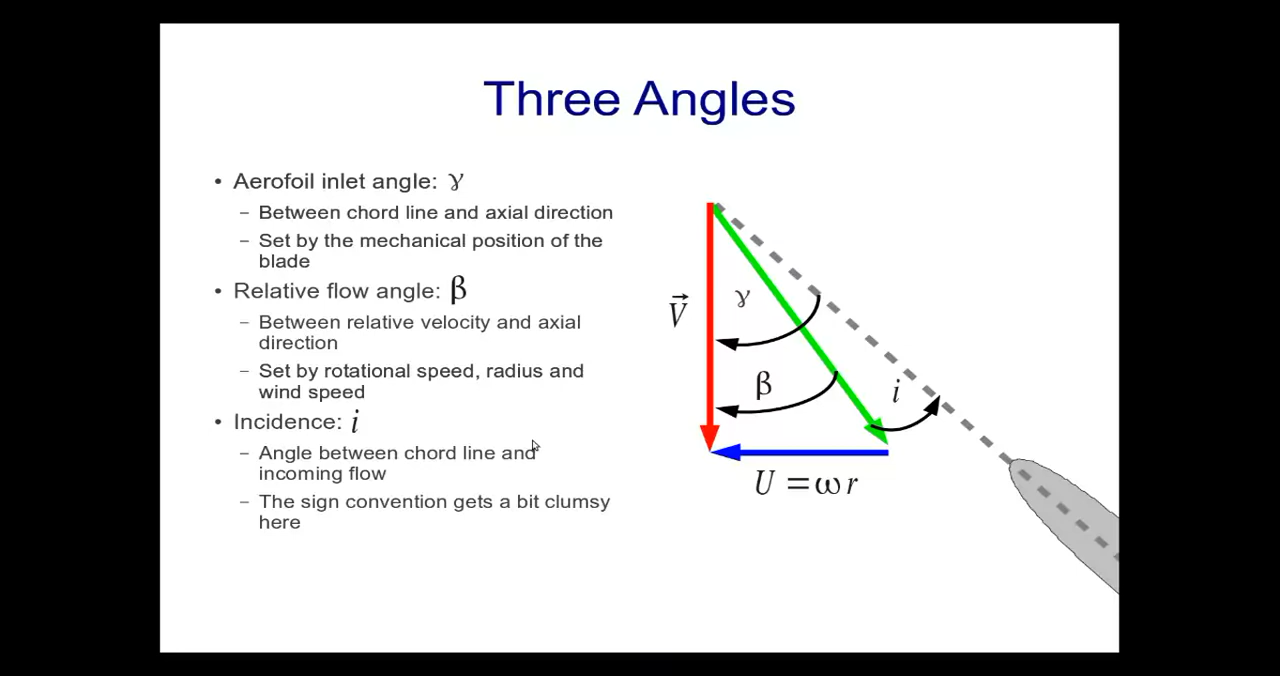 Three Angles
• Aerofoil inlet angle: γ
– Between chord line and axial direction
– Set by the mechanical position of the
blade
• Relative flow angle: β
– Between relative velocity and axial
direction
– Set by rotational speed, radius and
wind speed
• Incidence: i
– Angle between chord line and
incoming flow
– The sign convention gets a bit clumsy
here
γ
V⃗
β
i
U = ω r